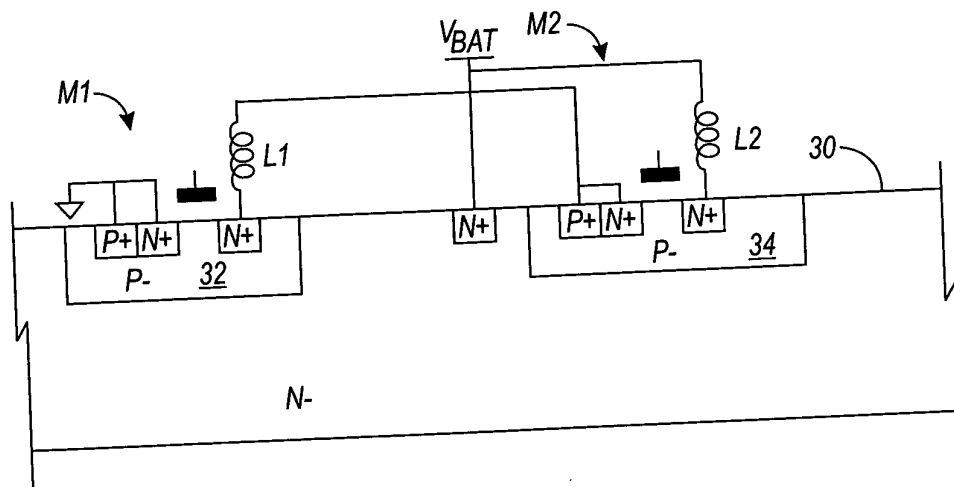 V_BAT
M2
M1
L1
L2
30
P+ N+ N+
N+
P+ N+ N+
P- 32
P- 34
N-